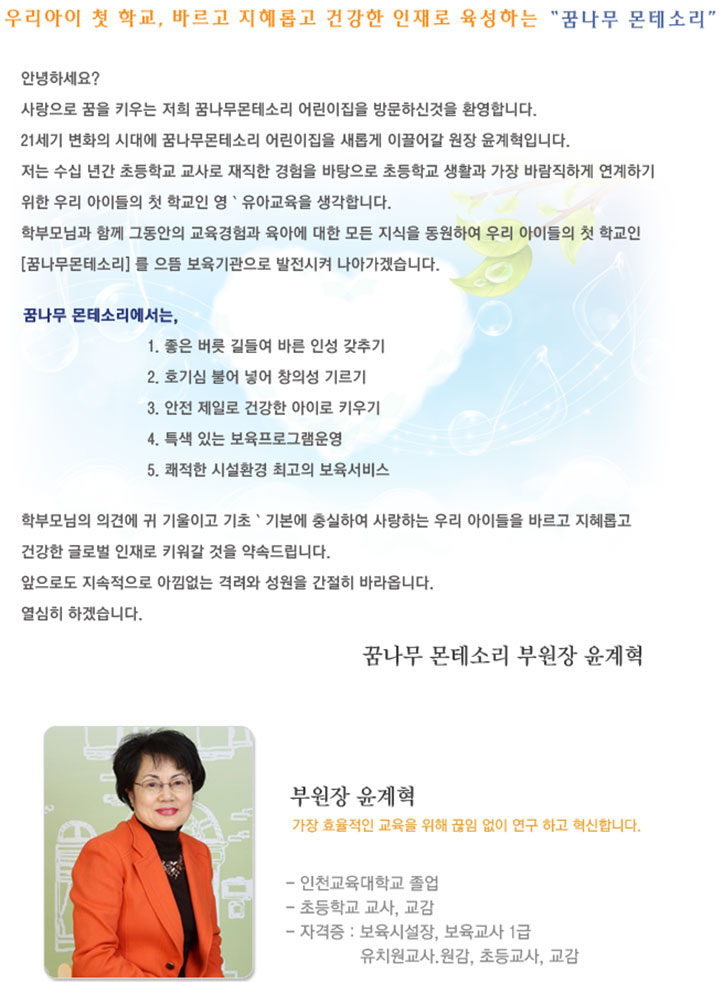 우리아이 첫 학교, 바르고 지혜롭고 건강한 인재로 육성하는 "꿈나무 몬테소리"
안녕하세요?
사랑으로 꿈을 키우는 저희 꿈나무몬테소리 어린이집을 방문하신것을 환영합니다.
21세기 변화의 시대에 꿈나무몬테소리 어린이집을 새롭게 이끌어갈 원장 윤계혁입니다.
저는 수십 년간 초등학교 교사로 재직한 경험을 바탕으로 초등학교 생활과 가장 바람직하게 연계하기
위한 우리 아이들의 첫 학교인 영 ` 유아교육을 생각합니다.
학부모님과 함께 그동안의 교육경험과 육아에 대한 모든 지식을 동원하여 우리 아이들의 첫 학교인
[꿈나무몬테소리] 를 으뜸 보육기관으로 발전시켜 나아가겠습니다.
꿈나무 몬테소리에서는,
1. 좋은 버릇 길들여 바른 인성 갖추기
2. 호기심 불어 넣어 창의성 기르기
3. 안전 제일로 건강한 아이로 키우기
4. 특색 있는 보육프로그램운영
5. 쾌적한 시설환경 최고의 보육서비스
학부모님의 의견에 귀 기울이고 기초 ` 기본에 충실하여 사랑하는 우리 아이들을 바르고 지혜롭고
건강한 글로벌 인재로 키워갈 것을 약속드립니다.
앞으로도 지속적으로 아낌없는 격려와 성원을 간절히 바라옵니다.
열심히 하겠습니다.
꿈나무 몬테소리 부원장 윤계혁
부원장 윤계혁
가장 효율적인 교육을 위해 끊임 없이 연구 하고 혁신합니다.
- 인천교육대학교 졸업
- 초등학교 교사, 교감
- 자격증 : 보육시설장, 보육교사 1급
유치원교사.원감, 초등교사, 교감